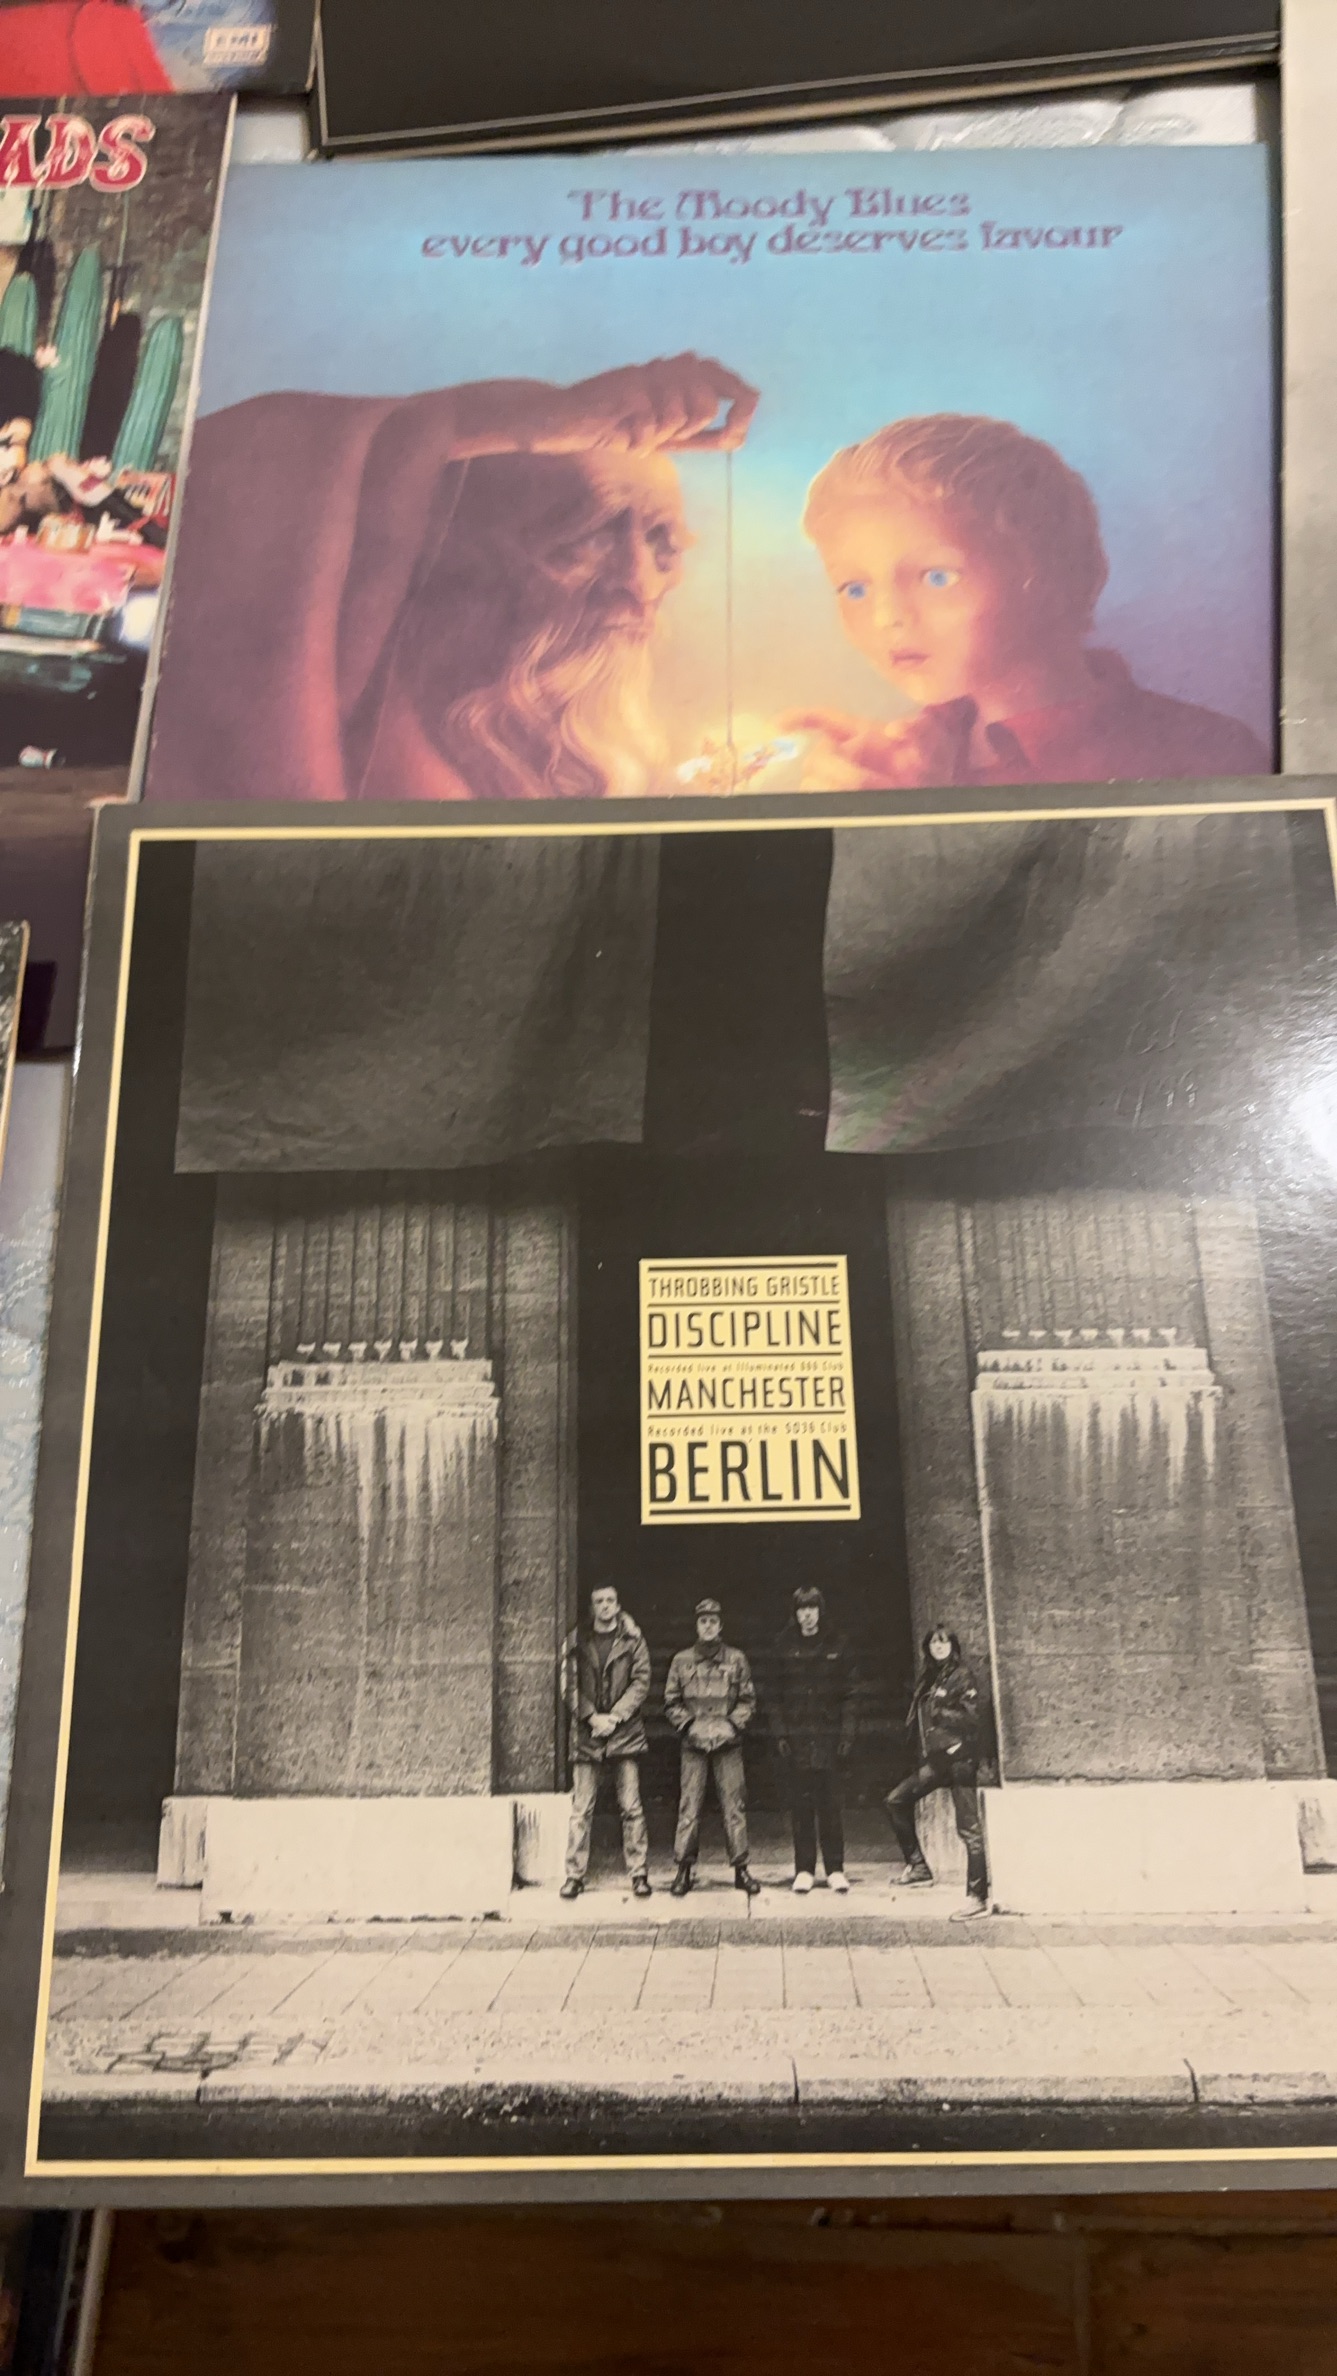 EMI
ADS
The Moody Blues
every good boy deserves favour
THROBBING GRISTLE
DISCIPLINE
Recorded live at Illuminated 666 Club
MANCHESTER
Recorded live at the SO36 Club
BERLIN